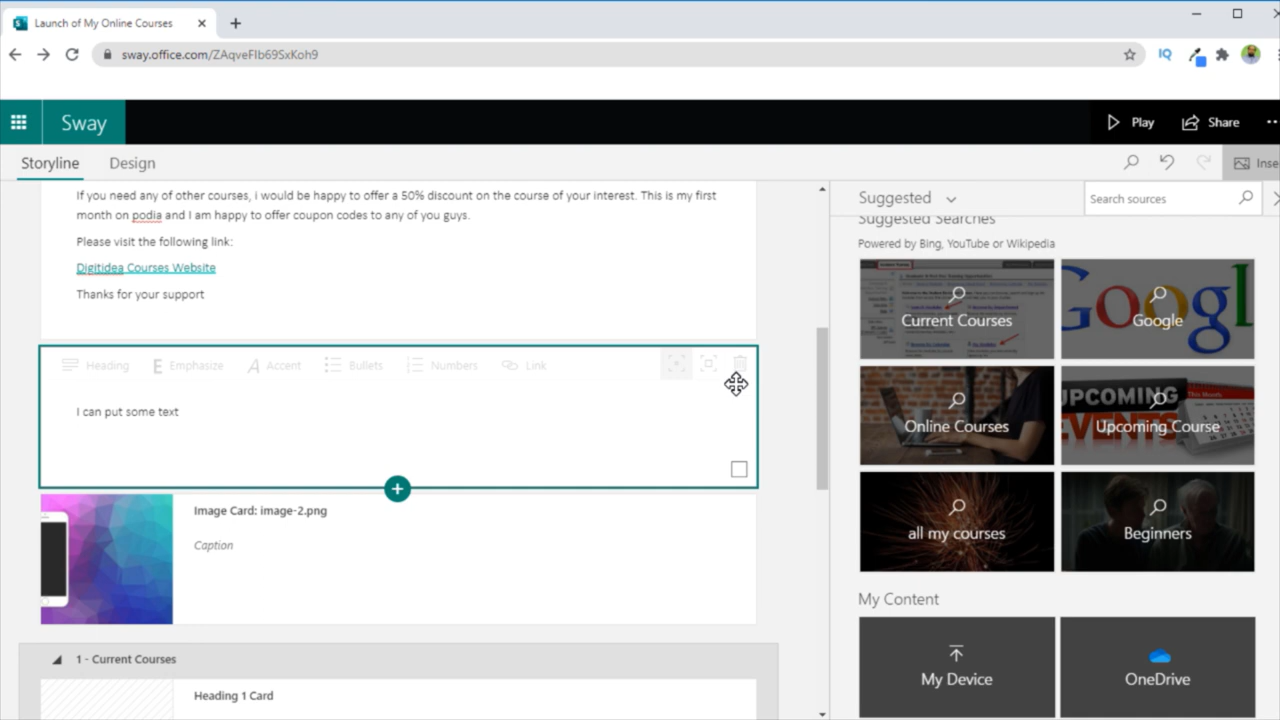 Launch of My Online Courses
sway.office.com/ZAqveFIb69SxKoh9
IQ
Sway
Play
Share
Storyline
Design
Inse
If you need any of other courses, i would be happy to offer a 50% discount on the course of your interest. This is my first
month on podia and I am happy to offer coupon codes to any of you guys.
Please visit the following link:
Digitidea Courses Website
Thanks for your support
Heading
Emphasize
Accent
Bullets
Numbers
Link
I can put some text
Image Card: image-2.png
Caption
1 - Current Courses
Heading 1 Card
Suggested
Search sources
Suggested Searches
Powered by Bing, YouTube or Wikipedia
Current Courses
Googl
Google
Online Courses
UPCOMING
EVENTS
Upcoming Course
all my courses
Beginners
My Content
My Device
OneDrive